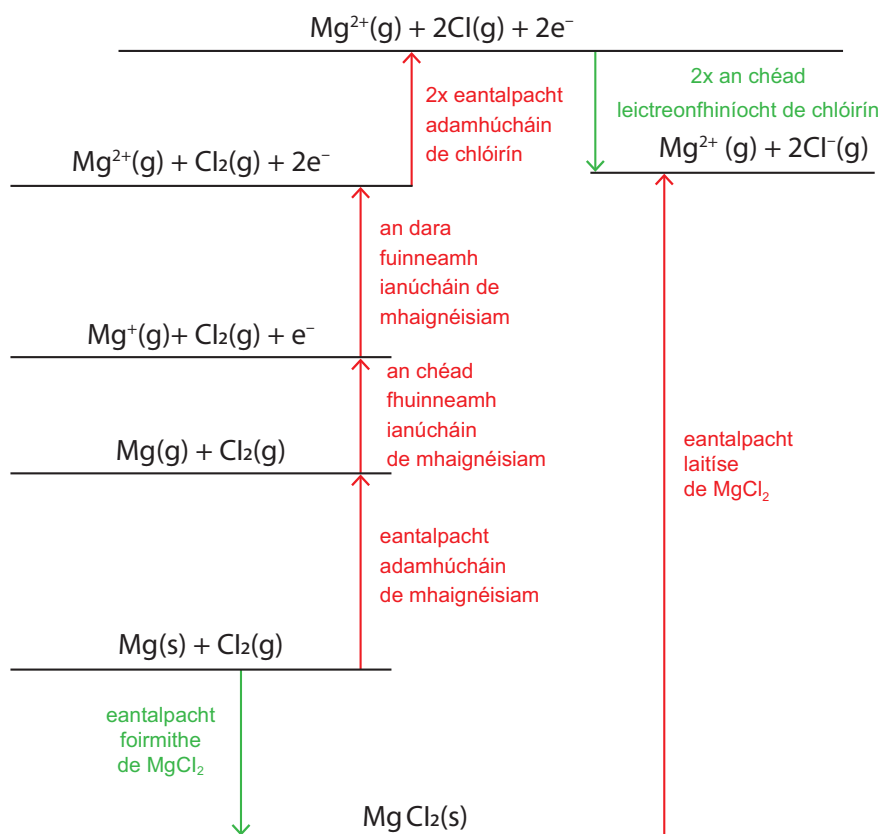 Mg²⁺(g) + 2Cl(g) + 2e⁻
2x an chéad
leictreonfhiníocht de chlóirín
2x eantalpacht
adamhúcháin
de chlóirín
Mg²⁺(g) + Cl₂(g) + 2e⁻
Mg²⁺ (g) + 2Cl⁻(g)
an dara
fuinneamh
ianúcháin de
mhaignéisiam
Mg⁺(g)+ Cl₂(g) + e⁻
an chéad
fhuinneamh
ianúcháin
de mhaignéisiam
Mg(g) + Cl₂(g)
eantalpacht
laitíse
de MgCl₂
eantalpacht
adamhúcháin
de mhaignéisiam
Mg(s) + Cl₂(g)
eantalpacht
foirmithe
de MgCl₂
Mg Cl₂(s)